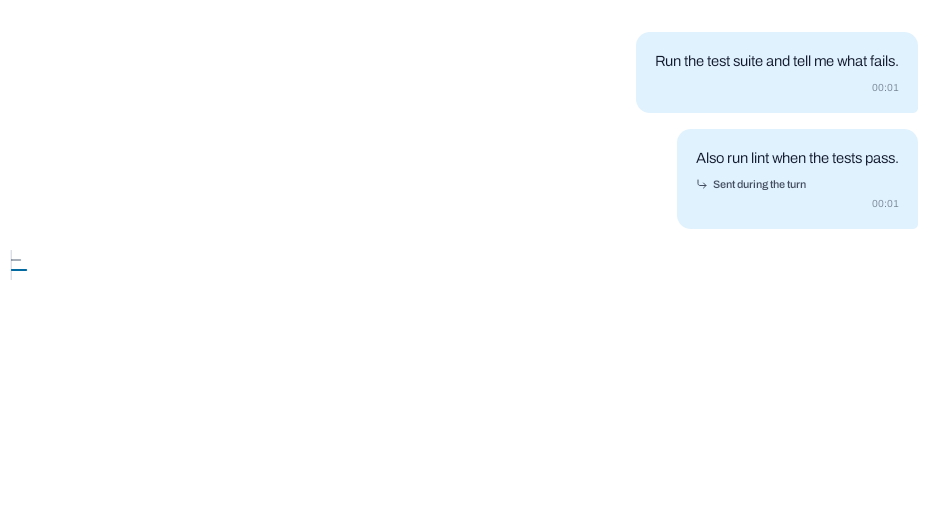 Run the test suite and tell me what fails.
00:01
Also run lint when the tests pass.
Sent during the turn
00:01